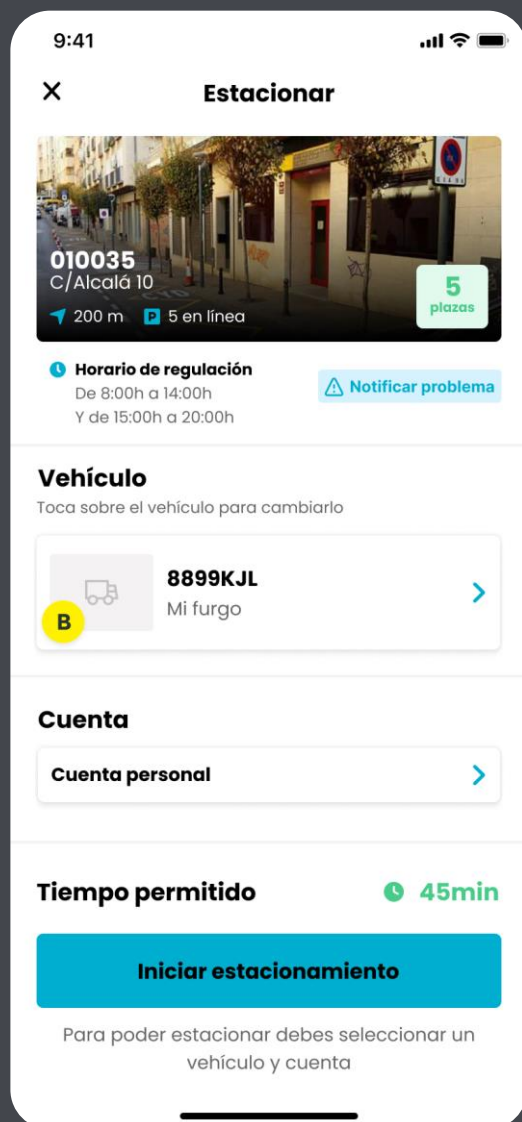 9:41
Estacionar
010035
C/Alcalá 10
200 m P 5 en línea
5
plazas
Horario de regulación
De 8:00h a 14:00h
Y de 15:00h a 20:00h
Notificar problema
Vehículo
Toca sobre el vehículo para cambiarlo
8899KJL
Mi furgo
B
Cuenta
Cuenta personal
Tiempo permitido
45min
Iniciar estacionamiento
Para poder estacionar debes seleccionar un
vehículo y cuenta